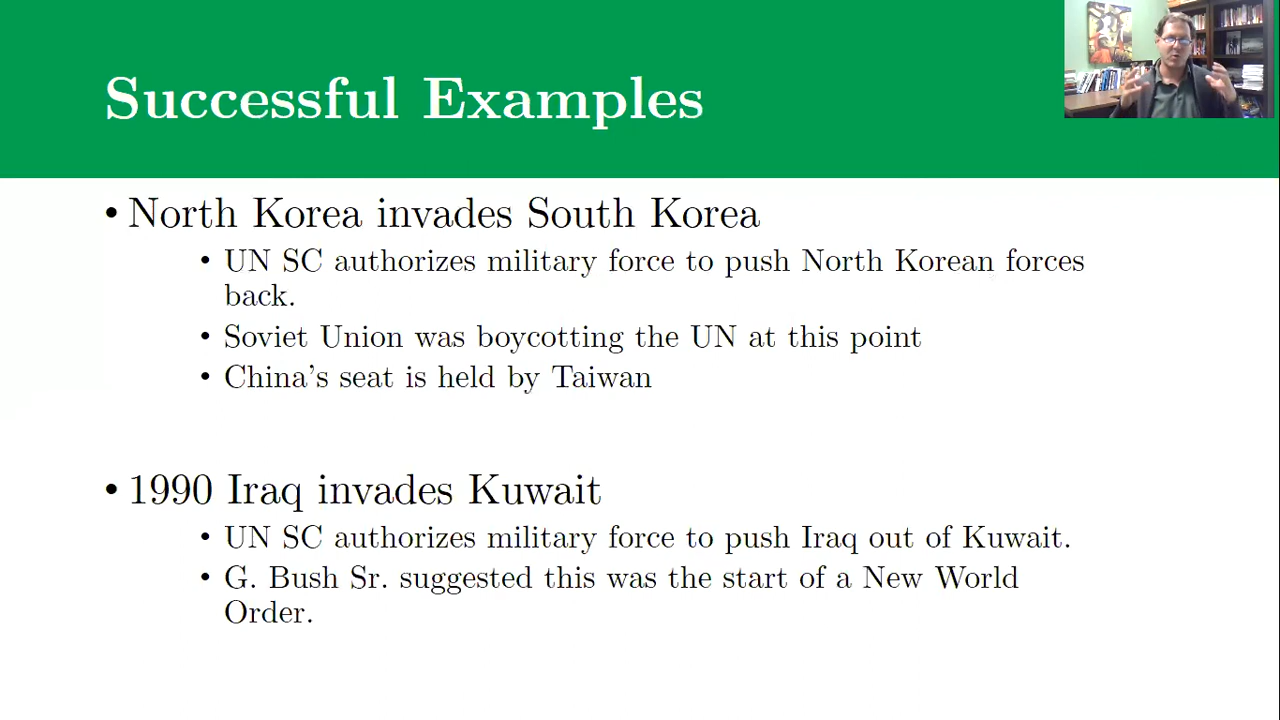 Successful Examples
• North Korea invades South Korea
• UN SC authorizes military force to push North Korean forces
back.
• Soviet Union was boycotting the UN at this point
• China's seat is held by Taiwan
• 1990 Iraq invades Kuwait
• UN SC authorizes military force to push Iraq out of Kuwait.
• G. Bush Sr. suggested this was the start of a New World
Order.